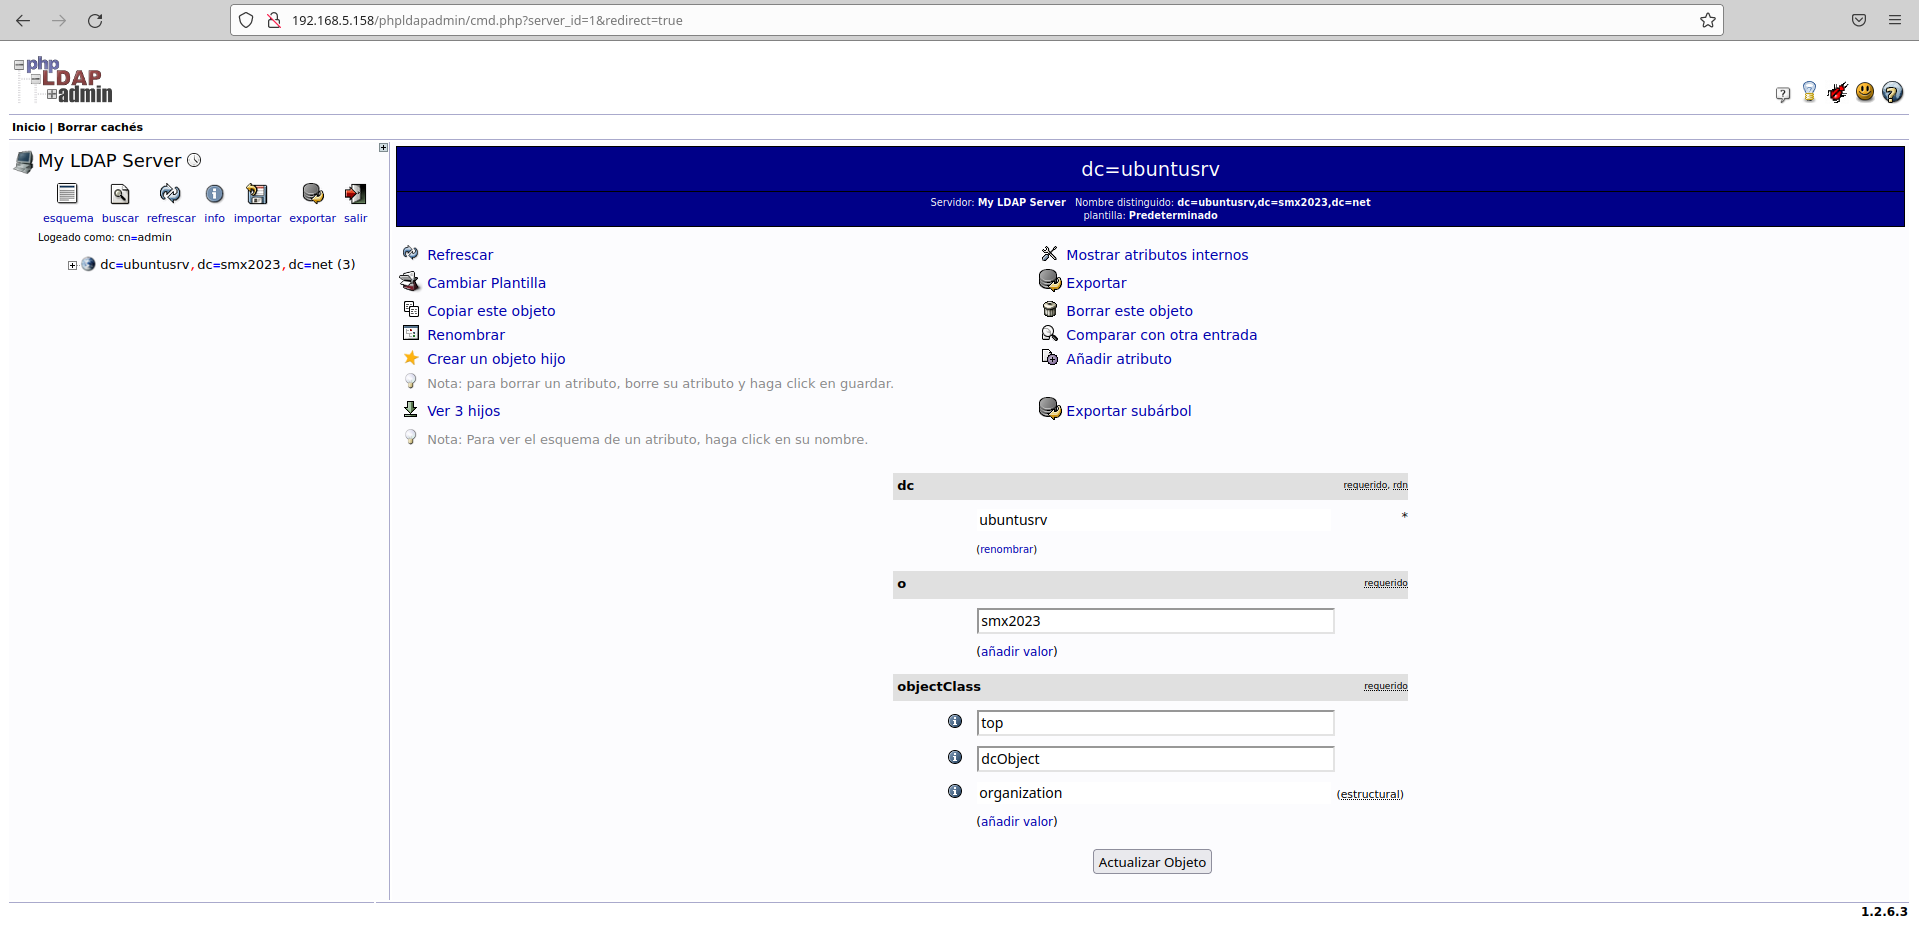 192.168.5.158/phpldapadmin/cmd.php?server_id=1&redirect=true
php
LDAP
admin
Inicio | Borrar cachés
My LDAP Server
esquema buscar refrescar info importar exportar salir
Logeado como: cn=admin
dc=ubuntusrv,dc=smx2023,dc=net (3)
dc=ubuntusrv
Servidor: My LDAP Server Nombre distinguido: dc=ubuntusrv,dc=smx2023,dc=net
plantilla: Predeterminado
Refrescar Mostrar atributos internos
Cambiar Plantilla Exportar
Copiar este objeto Borrar este objeto
Renombrar Comparar con otra entrada
Crear un objeto hijo Añadir atributo
Nota: para borrar un atributo, borre su atributo y haga click en guardar.
Ver 3 hijos Exportar subárbol
Nota: Para ver el esquema de un atributo, haga click en su nombre.
dc requerido, rdn
ubuntusrv *
(renombrar)
o requerido
smx2023
(añadir valor)
objectClass requerido
top
dcObject
organization (estructural)
(añadir valor)
Actualizar Objeto
1.2.6.3